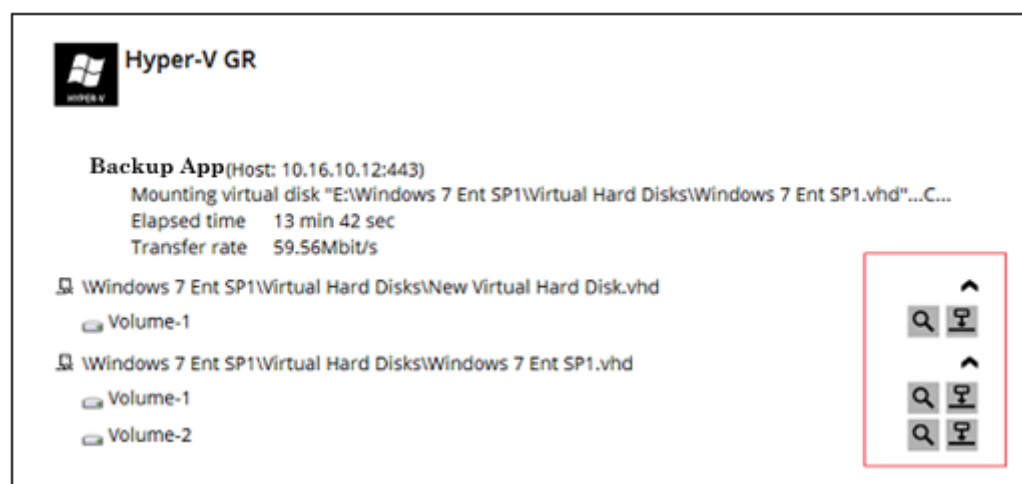 Hyper-V GR
HYPER-V
Backup App(Host: 10.16.10.12:443)
Mounting virtual disk "E:\Windows 7 Ent SP1\Virtual Hard Disks\Windows 7 Ent SP1.vhd"...C...
Elapsed time 13 min 42 sec
Transfer rate 59.56Mbit/s
\Windows 7 Ent SP1\Virtual Hard Disks\New Virtual Hard Disk.vhd
Volume-1
\Windows 7 Ent SP1\Virtual Hard Disks\Windows 7 Ent SP1.vhd
Volume-1
Volume-2